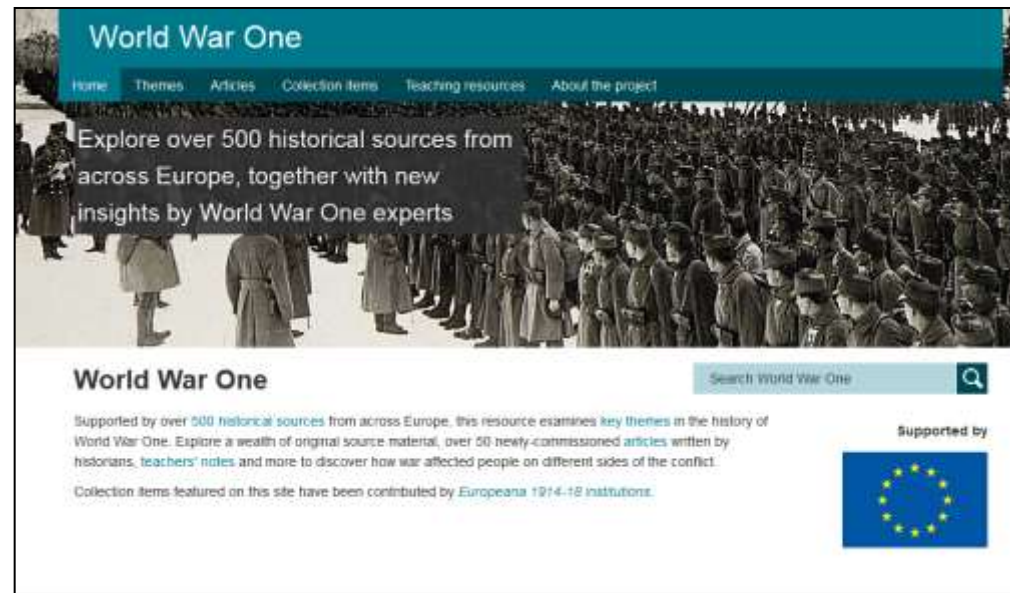 World War One
Home Themes Articles Collection items Teaching resources About the project
Explore over 500 historical sources from
across Europe, together with new
insights by World War One experts
World War One
Search World War One
Supported by over 500 historical sources from across Europe, this resource examines key themes in the history of
World War One. Explore a wealth of original source material, over 50 newly-commissioned articles written by
historians, teachers' notes and more to discover how war affected people on different sides of the conflict.
Collection items featured on this site have been contributed by Europeana 1914-18 institutions.
Supported by